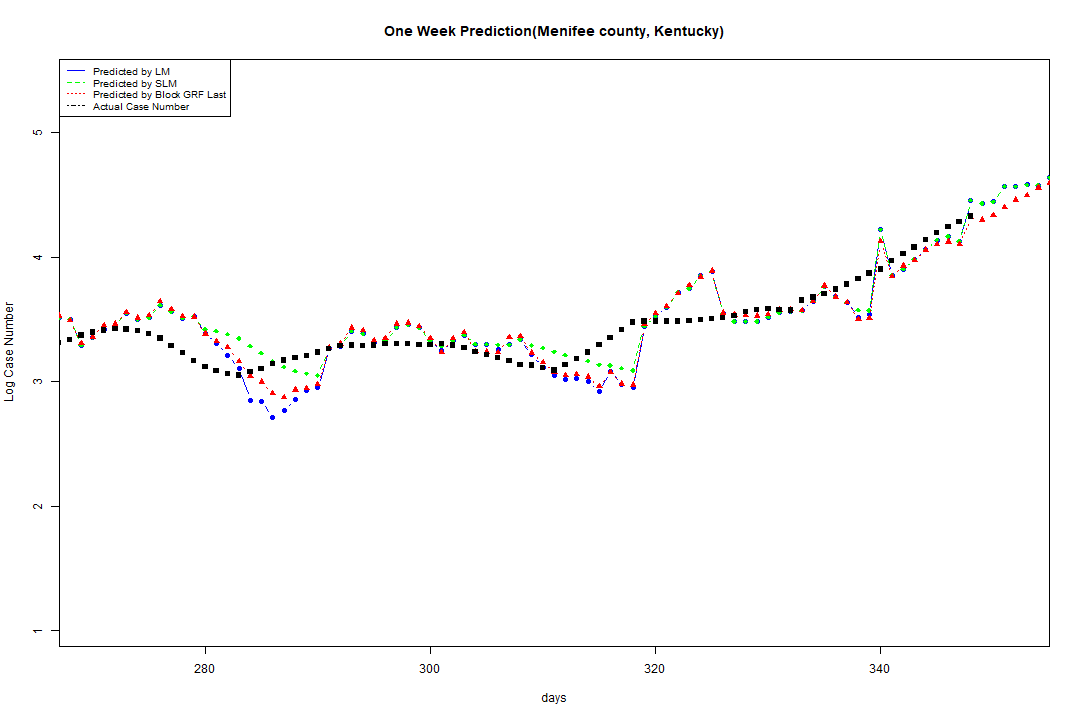 One Week Prediction(Menifee county, Kentucky)
Predicted by LM
Predicted by SLM
Predicted by Block GRF Last
Actual Case Number
5
4
3
2
1
Log Case Number
280 300 320 340
days